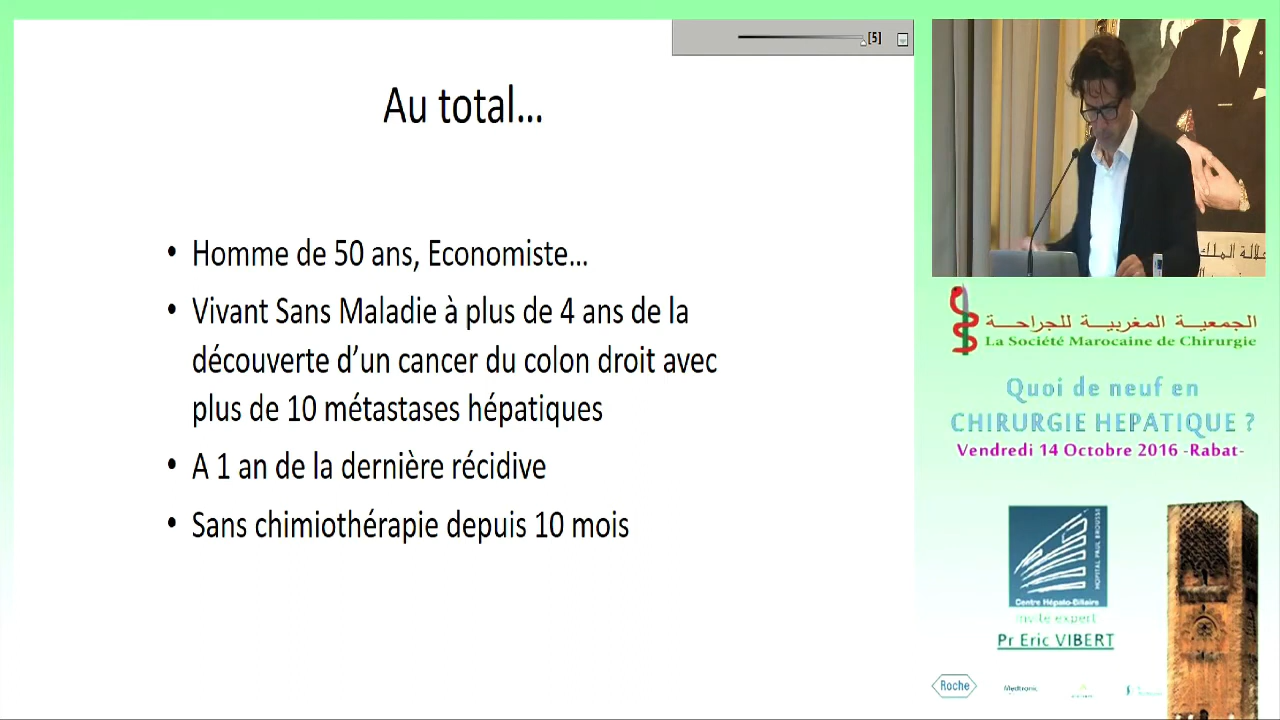 [5]
Au total...
• Homme de 50 ans, Economiste...
• Vivant Sans Maladie à plus de 4 ans de la
découverte d’un cancer du colon droit avec
plus de 10 métastases hépatiques
• A 1 an de la dernière récidive
• Sans chimiothérapie depuis 10 mois
الجمعية المغربية للجراحة
La Société Marocaine de Chirurgie
Quoi de neuf en
CHIRURGIE HEPATIQUE ?
Vendredi 14 Octobre 2016 -Rabat-
HÔPITAL PAUL BROUSSE
Centre Hépato-Biliaire
Invité expert
Pr Eric VIBERT
Roche
Medtronic